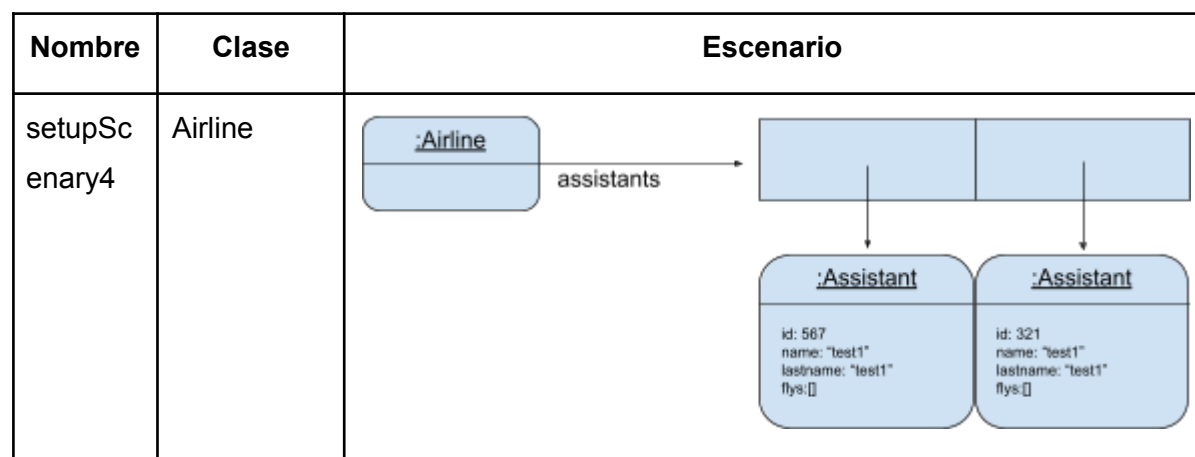 Nombre
Clase
Escenario
setupSc
enary4
Airline
:Airline
assistants
:Assistant
id: 567
name: "test1"
lastname: "test1"
flys:[]
:Assistant
id: 321
name: "test1"
lastname: "test1"
flys:[]